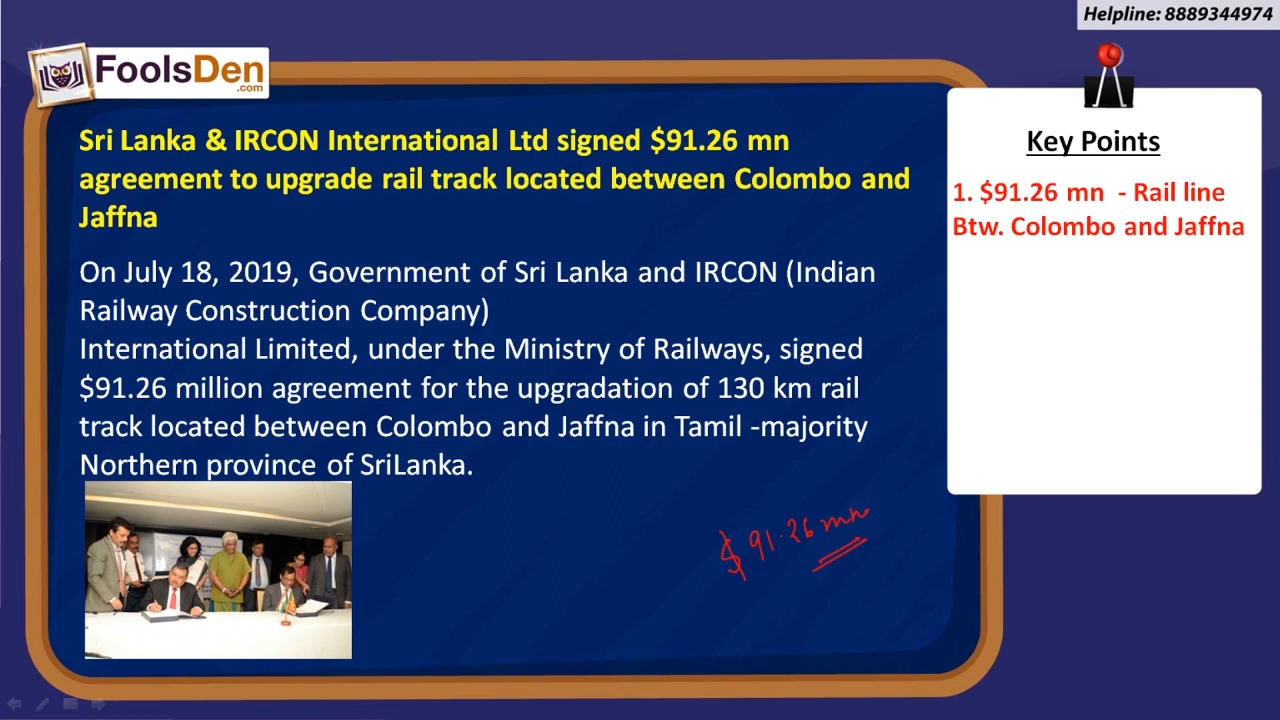 Helpline: 8889344974
FoolsDen
.com
Sri Lanka & IRCON International Ltd signed $91.26 mn
agreement to upgrade rail track located between Colombo and
Jaffna
On July 18, 2019, Government of Sri Lanka and IRCON (Indian
Railway Construction Company)
International Limited, under the Ministry of Railways, signed
$91.26 million agreement for the upgradation of 130 km rail
track located between Colombo and Jaffna in Tamil -majority
Northern province of SriLanka.
$ 91.26 mn
Key Points
1. $91.26 mn - Rail line
Btw. Colombo and Jaffna